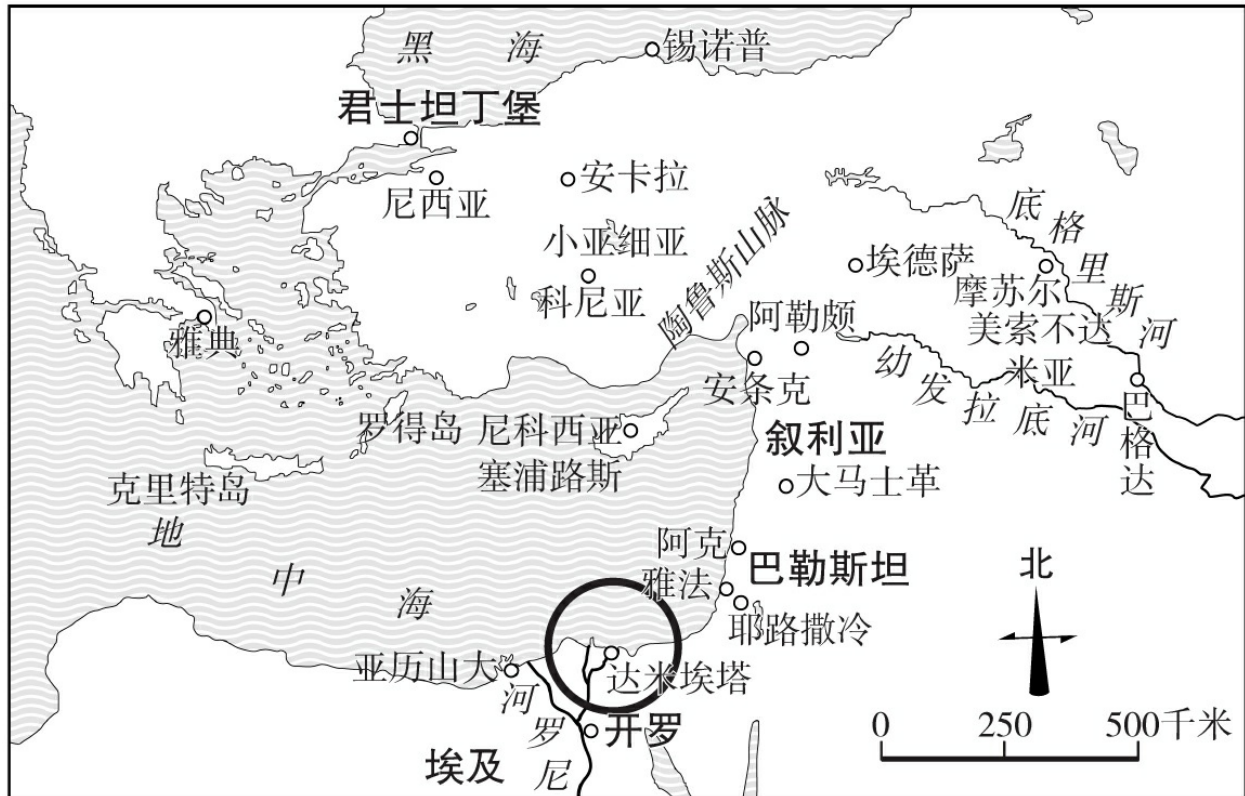 黑海
锡诺普
君士坦丁堡
尼西亚
安卡拉
小亚细亚
科尼亚
陶鲁斯山脉
底格里斯河
埃德萨
摩苏尔
美索不达
米亚
雅典
阿勒颇
安条克
幼发拉底河
巴格达
罗得岛
尼科西亚
塞浦路斯
叙利亚
克里特岛
大马士革
地中海
阿克
巴勒斯坦
雅法
耶路撒冷
北
亚历山大
达米埃塔
河罗尼
开罗
埃及
0 250 500千米